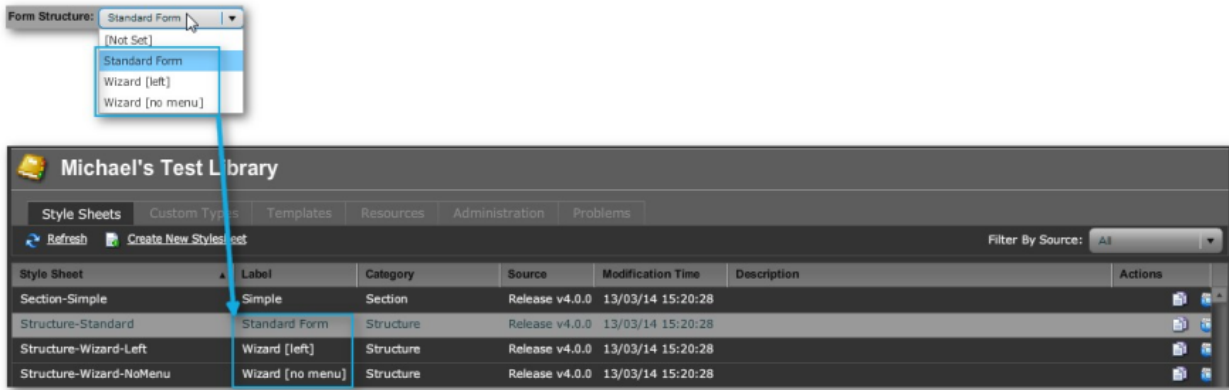 Form Structure: Standard Form
[Not Set]
Standard Form
Wizard [left]
Wizard [no menu]
Michael's Test Library
Style Sheets Custom Types Templates Resources Administration Problems
Refresh Create New Stylesheet Filter By Source: All
Style Sheet Label Category Source Modification Time Description Actions
Section-Simple Simple Section Release v4.0.0 13/03/14 15:20:28
Structure-Standard Standard Form Structure Release v4.0.0 13/03/14 15:20:28
Structure-Wizard-Left Wizard [left] Structure Release v4.0.0 13/03/14 15:20:28
Structure-Wizard-NoMenu Wizard [no menu] Structure Release v4.0.0 13/03/14 15:20:28